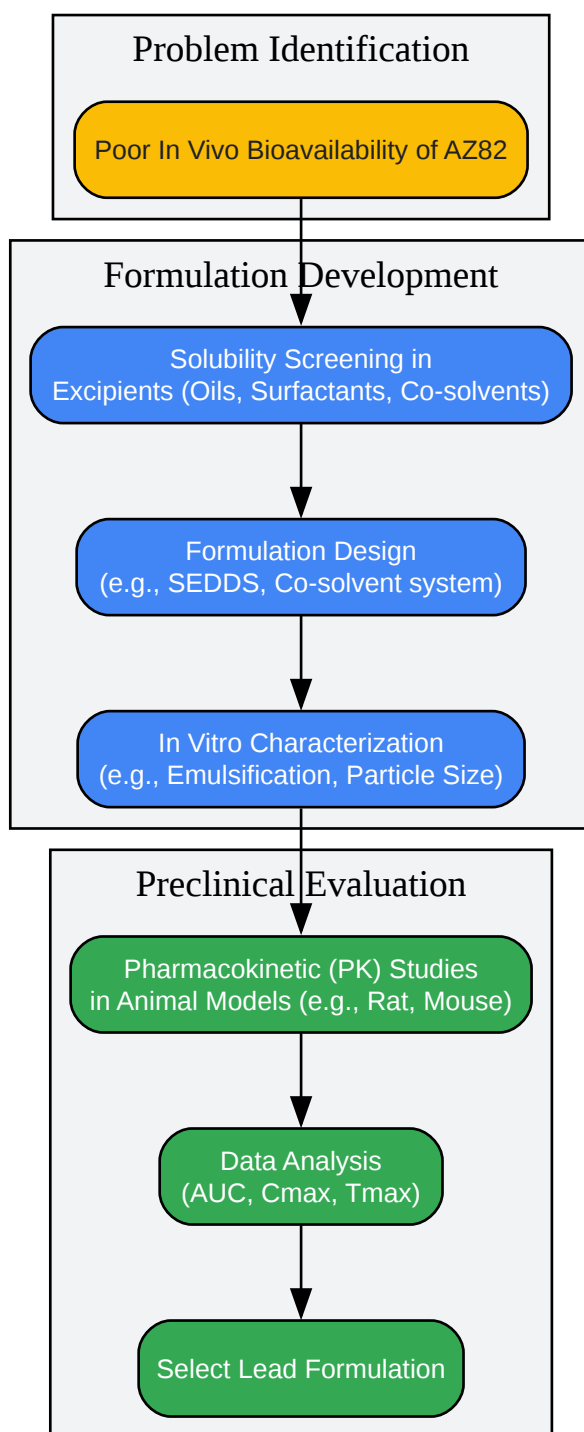 Problem Identification
Poor In Vivo Bioavailability of AZ82
Formulation Development
Solubility Screening in
Excipients (Oils, Surfactants, Co-solvents)
Formulation Design
(e.g., SEDDS, Co-solvent system)
In Vitro Characterization
(e.g., Emulsification, Particle Size)
Preclinical Evaluation
Pharmacokinetic (PK) Studies
in Animal Models (e.g., Rat, Mouse)
Data Analysis
(AUC, Cmax, Tmax)
Select Lead Formulation